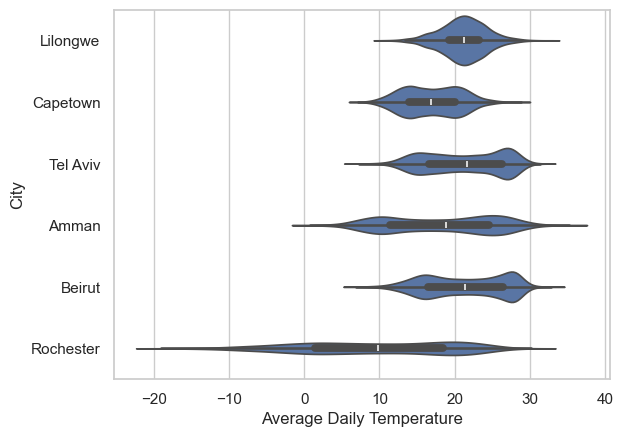 Lilongwe
Capetown
Tel Aviv
Amman
Beirut
Rochester
City
−20 −10 0 10 20 30 40
Average Daily Temperature